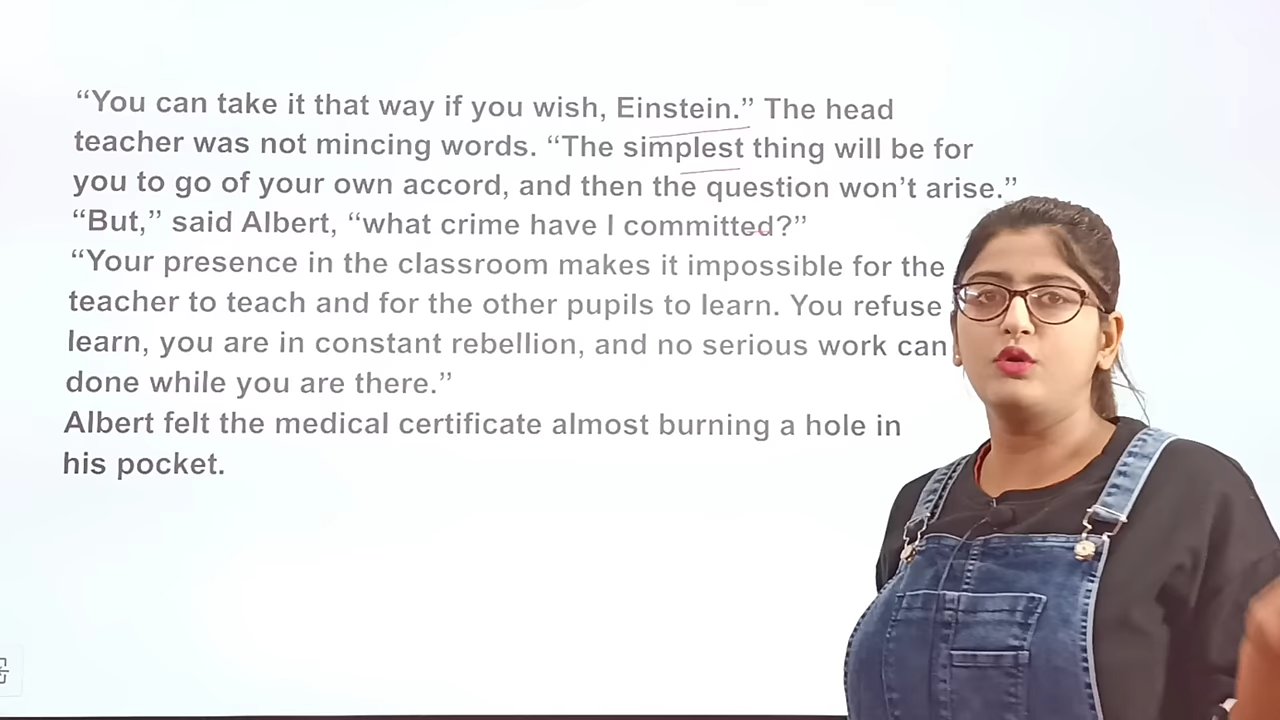 “You can take it that way if you wish, Einstein.” The head
teacher was not mincing words. “The simplest thing will be for
you to go of your own accord, and then the question won’t arise.”
“But,” said Albert, “what crime have I committed?”
“Your presence in the classroom makes it impossible for the
teacher to teach and for the other pupils to learn. You refuse
learn, you are in constant rebellion, and no serious work can
done while you are there.”
Albert felt the medical certificate almost burning a hole in
his pocket.